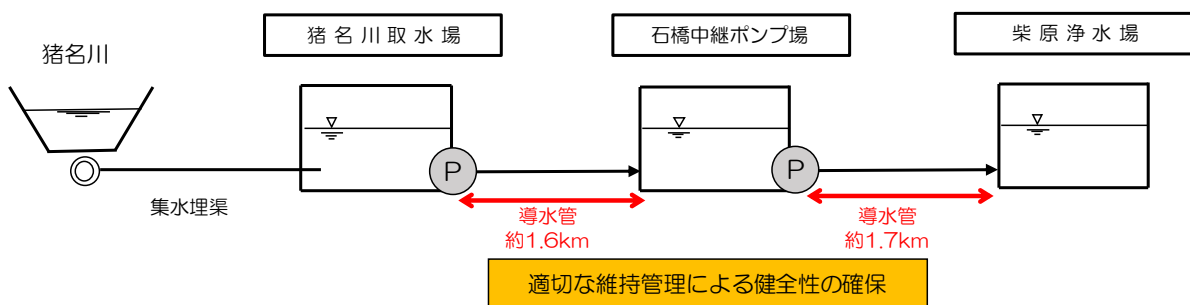 猪名川
猪名川取水場
石橋中継ポンプ場
柴原浄水場
P
P
集水埋渠
導水管
約1.6km
導水管
約1.7km
適切な維持管理による健全性の確保